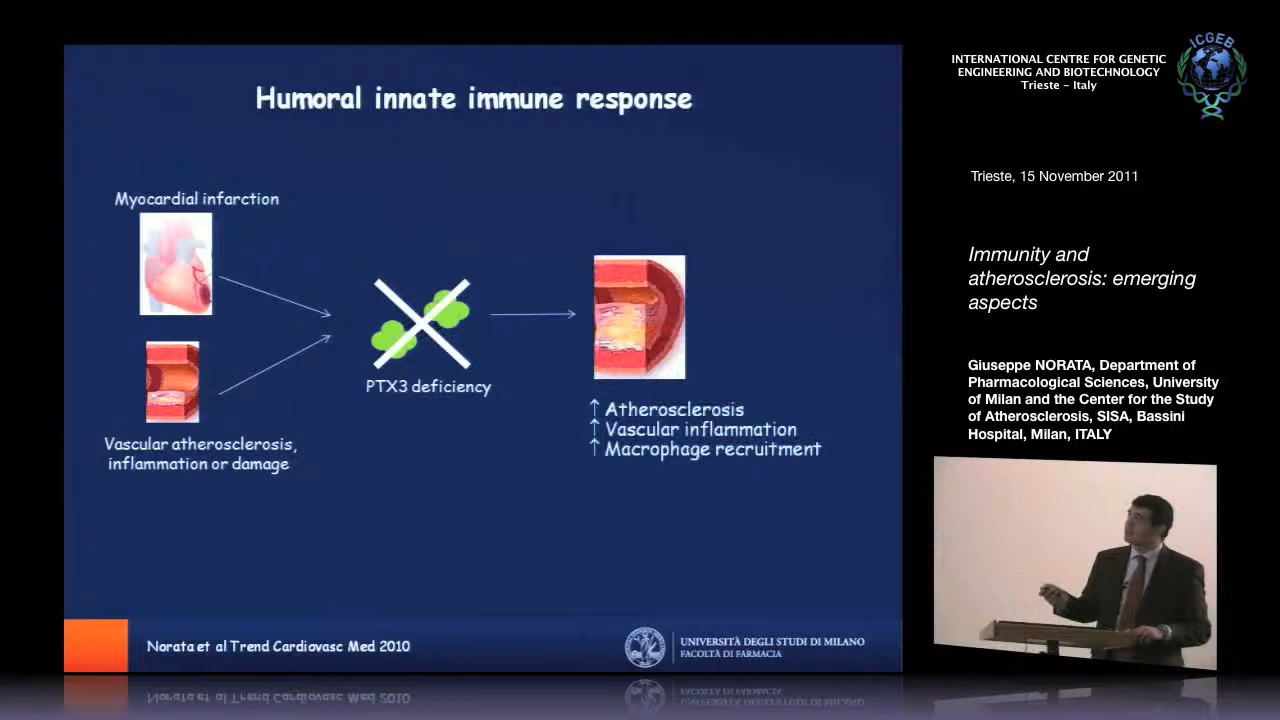 Humoral innate immune response
Myocardial infarction
PTX3 deficiency
Vascular atherosclerosis,
inflammation or damage
↑ Atherosclerosis
↑ Vascular inflammation
↑ Macrophage recruitment
Norata et al Trend Cardiovasc Med 2010
UNIVERSITÀ DEGLI STUDI DI MILANO
FACOLTÀ DI FARMACIA
INTERNATIONAL CENTRE FOR GENETIC
ENGINEERING AND BIOTECHNOLOGY
Trieste - Italy
ICGEB
Trieste, 15 November 2011
Immunity and
atherosclerosis: emerging
aspects
Giuseppe NORATA, Department of
Pharmacological Sciences, University
of Milan and the Center for the Study
of Atherosclerosis, SISA, Bassini
Hospital, Milan, ITALY